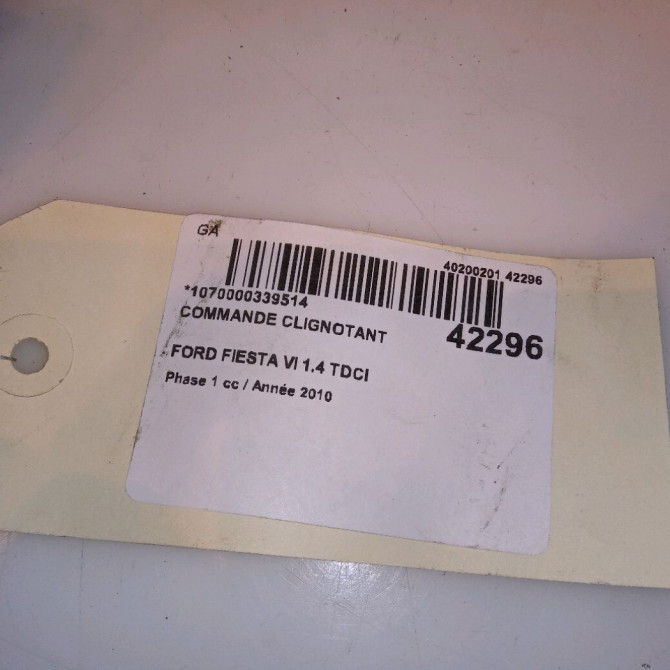 GA
40200201 42296
*1070000339514
COMMANDE CLIGNOTANT
42296
FORD FIESTA VI 1.4 TDCI
Phase 1 cc / Année 2010